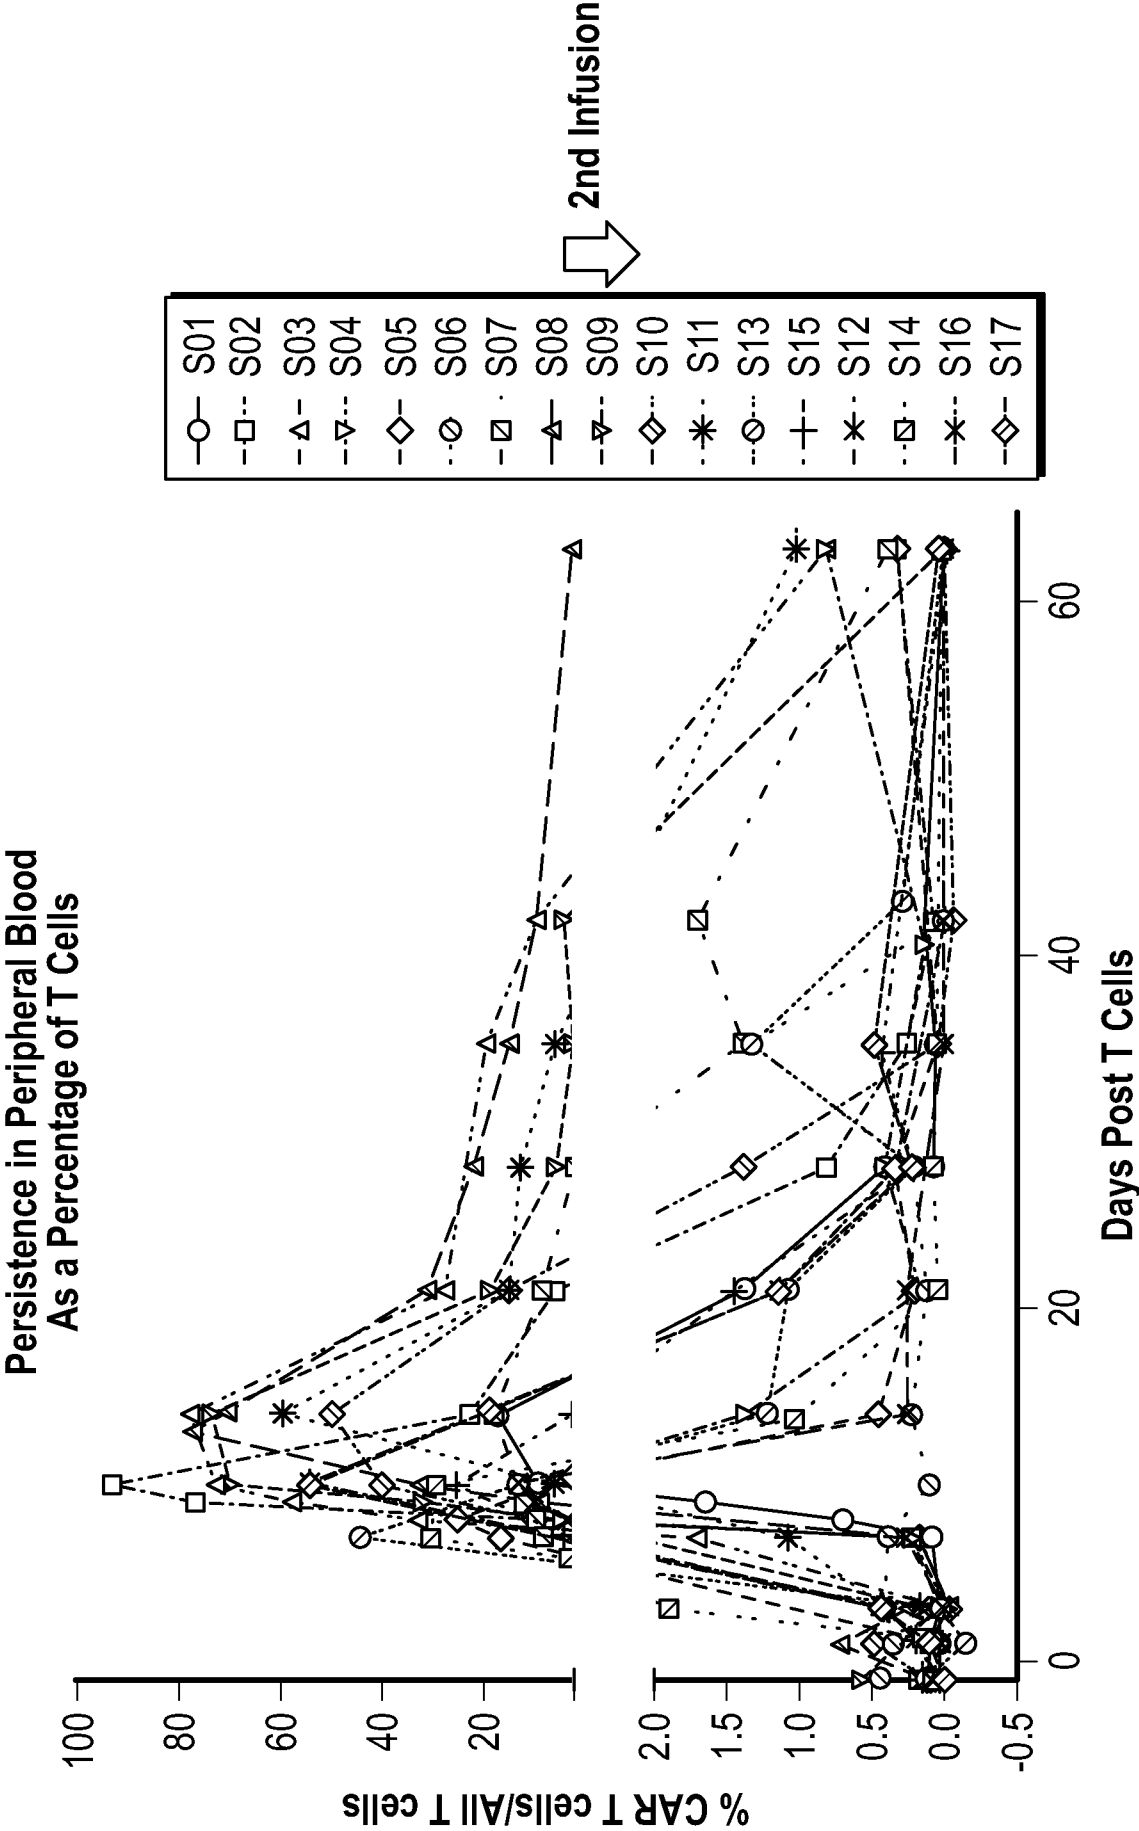 Persistence in Peripheral Blood
As a Percentage of T Cells
% CAR T cells/All T cells
100
80
60
40
20
2.0
1.5
1.0
0.5
0.0
-0.5
0
20
40
60
Days Post T Cells
S01
S02
S03
S04
S05
S06
S07
S08
S09
S10
S11
S13
S15
S12
S14
S16
S17
2nd Infusion